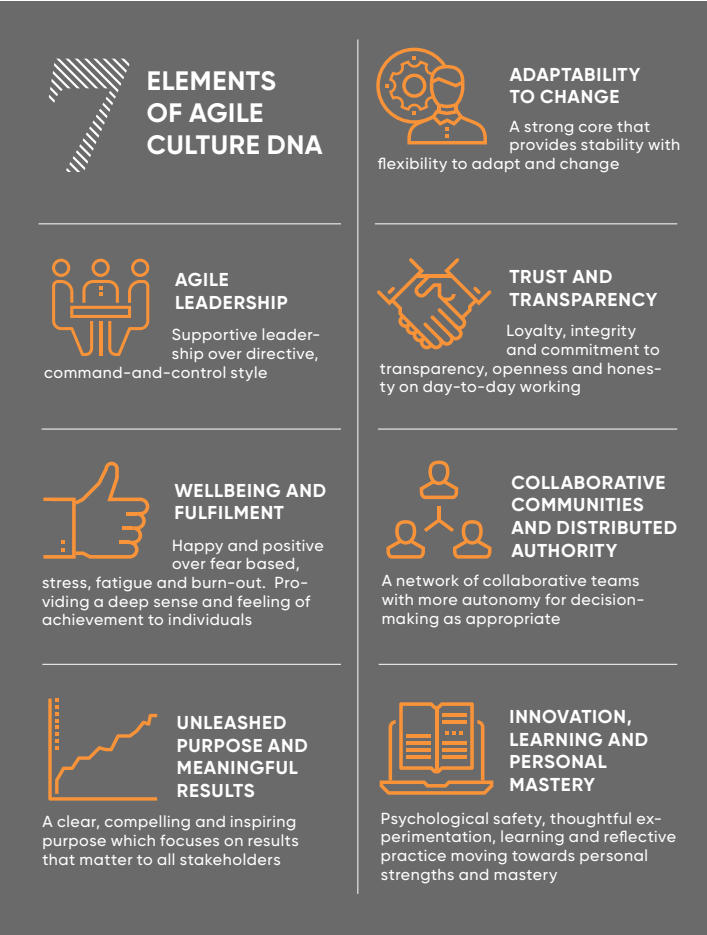 7 ELEMENTS
OF AGILE
CULTURE DNA
ADAPTABILITY
TO CHANGE
A strong core that
provides stability with
flexibility to adapt and change
AGILE
LEADERSHIP
Supportive leader-
ship over directive,
command-and-control style
TRUST AND
TRANSPARENCY
Loyalty, integrity
and commitment to
transparency, openness and hones-
ty on day-to-day working
WELLBEING AND
FULFILMENT
Happy and positive
over fear based,
stress, fatigue and burn-out.  Pro-
viding a deep sense and feeling of
achievement to individuals
COLLABORATIVE
COMMUNITIES
AND DISTRIBUTED
AUTHORITY
A network of collaborative teams
with more autonomy for decision-
making as appropriate
UNLEASHED
PURPOSE AND
MEANINGFUL
RESULTS
A clear, compelling and inspiring
purpose which focuses on results
that matter to all stakeholders
INNOVATION,
LEARNING AND
PERSONAL
MASTERY
Psychological safety, thoughtful ex-
perimentation, learning and reflective
practice moving towards personal
strengths and mastery